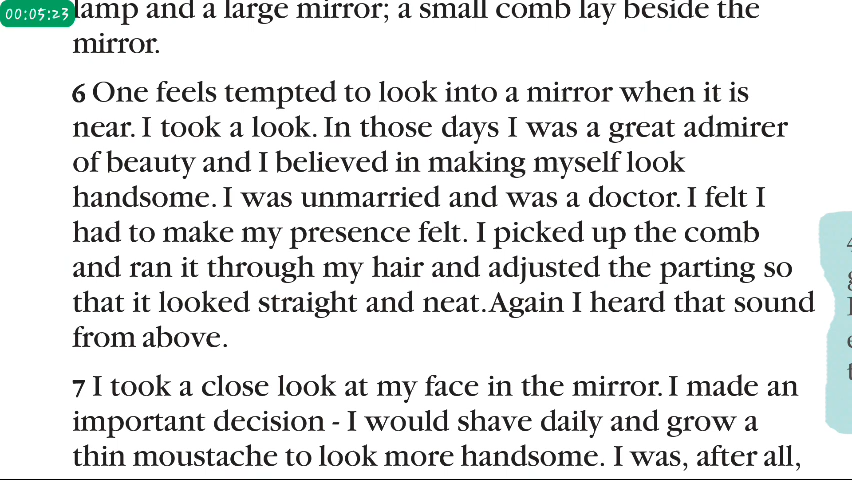 00:05:23
lamp and a large mirror; a small comb lay beside the
mirror.
6 One feels tempted to look into a mirror when it is
near. I took a look. In those days I was a great admirer
of beauty and I believed in making myself look
handsome. I was unmarried and was a doctor. I felt I
had to make my presence felt. I picked up the comb
and ran it through my hair and adjusted the parting so
that it looked straight and neat.Again I heard that sound
from above.
7 I took a close look at my face in the mirror. I made an
important decision - I would shave daily and grow a
thin moustache to look more handsome. I was, after all,